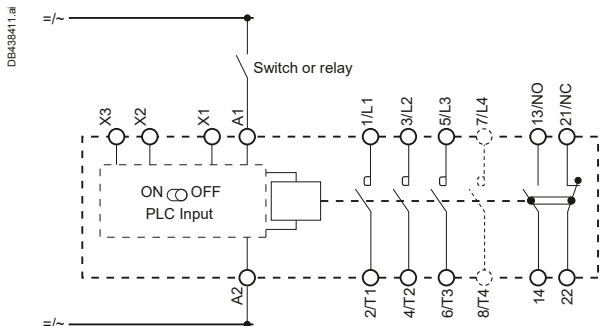 DB438411.ai
=/~
Switch or relay
X3
X2
X1
A1
1/L1
3/L2
5/L3
7/L4
13/NO
21/NC
ON OFF
PLC Input
A2
2/T1
4/T2
6/T3
8/T4
14
22
=/~